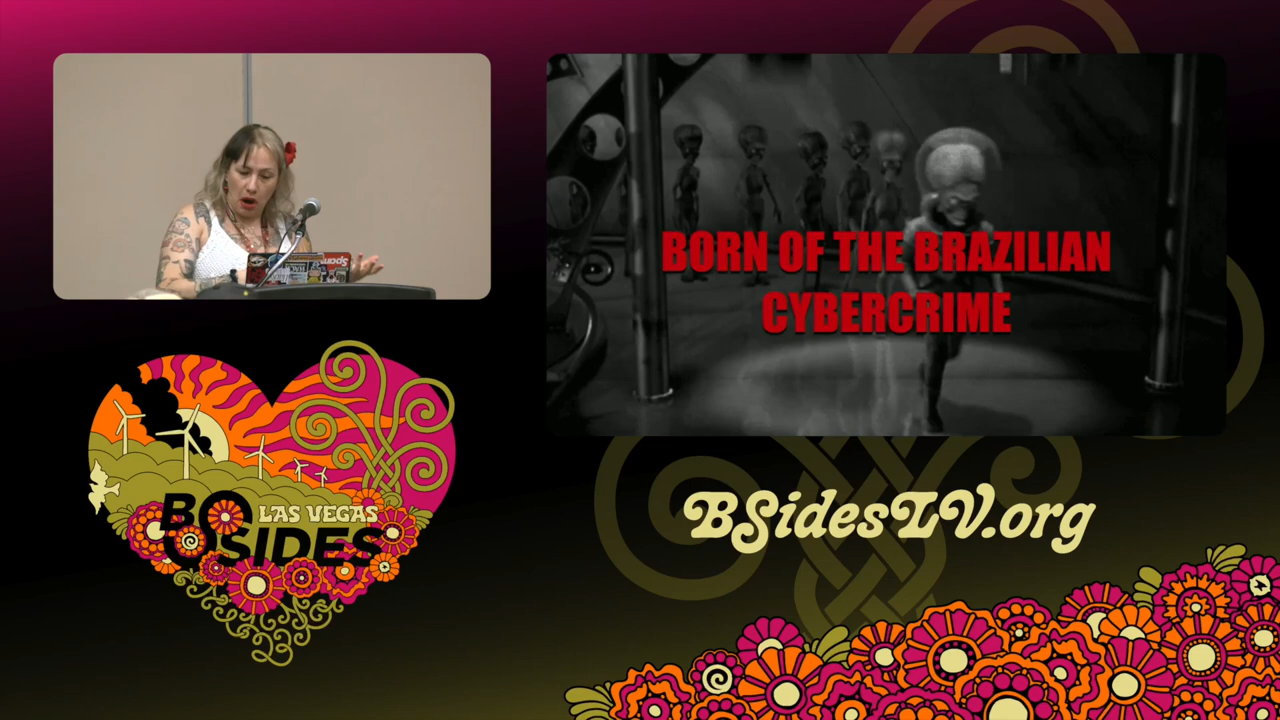 BORN OF THE BRAZILIAN
CYBERCRIME
LAS VEGAS
BSIDES
BSidesLV.org